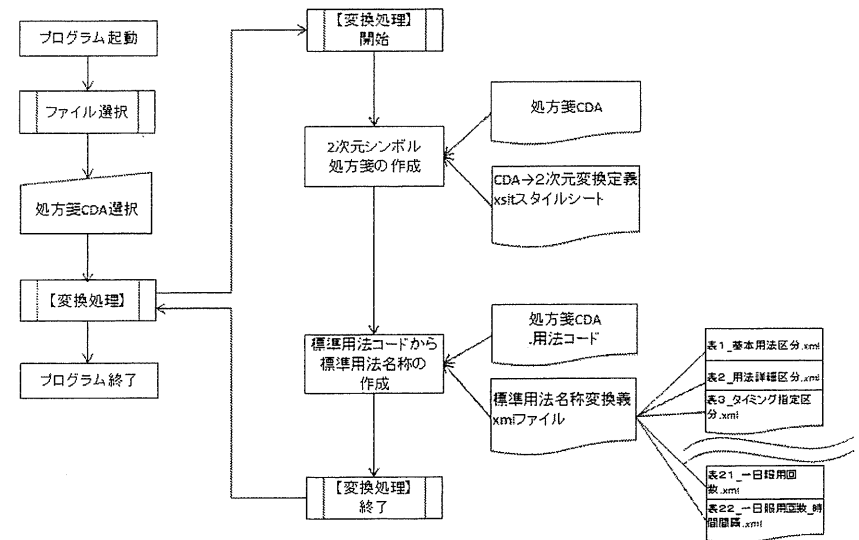 プログラム起動
ファイル選択
処方箋CDA選択
【変換処理】
プログラム終了
【変換処理】
開始
2次元シンボル
処方箋の作成
処方箋CDA
CDA→2次元変換定義
xsitスタイルシート
標準用法コードから
標準用法名称の
作成
処方箋CDA
.用法コード
標準用法名称変換義
xmlファイル
【変換処理】
終了
表1_基本用法区分.xml
表2_用法詳細区分.xml
表3_タイミング指定区
分.xml
表21_一日服用回
数.xml
表22_一日服用回数_時
間間隔.xml